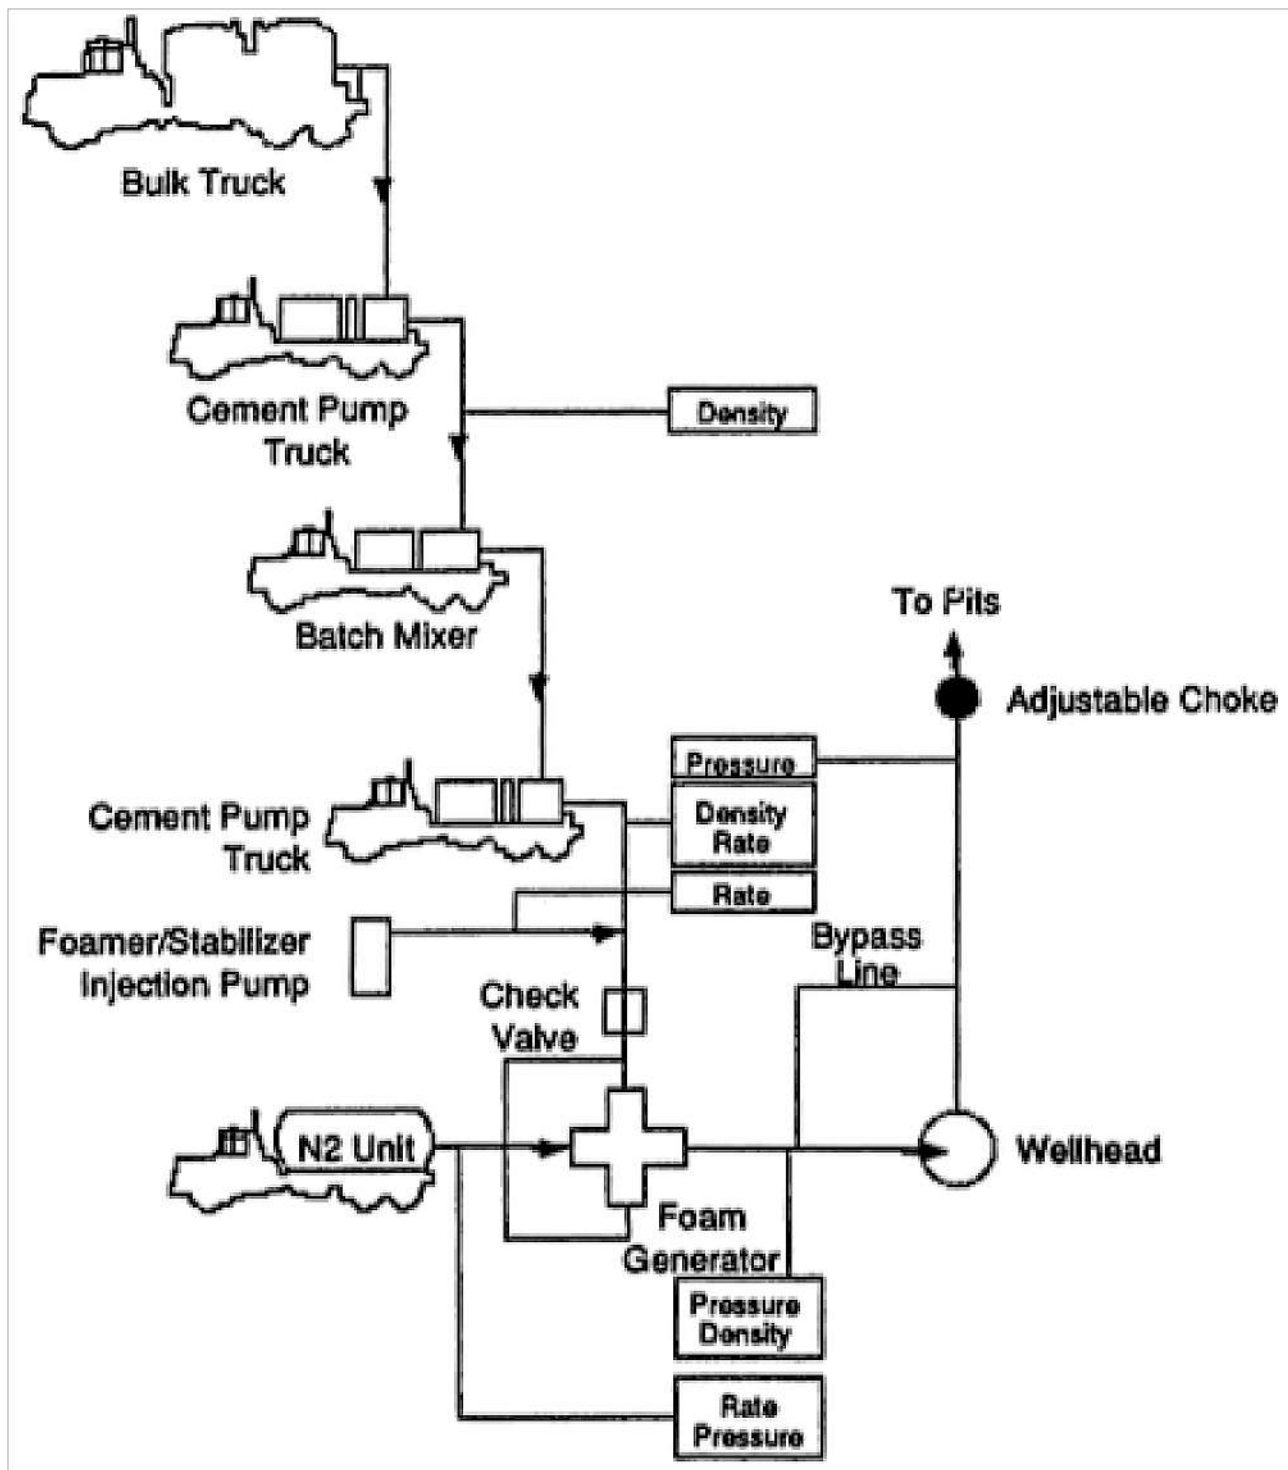 Bulk Truck
Cement Pump
Truck
Density
Batch Mixer
To Pits
Adjustable Choke
Pressure
Density
Rate
Cement Pump
Truck
Rate
Foamer/Stabilizer
Injection Pump
Bypass
Line
Check
Valve
N2 Unit
Wellhead
Foam
Generator
Pressure
Density
Rate
Pressure